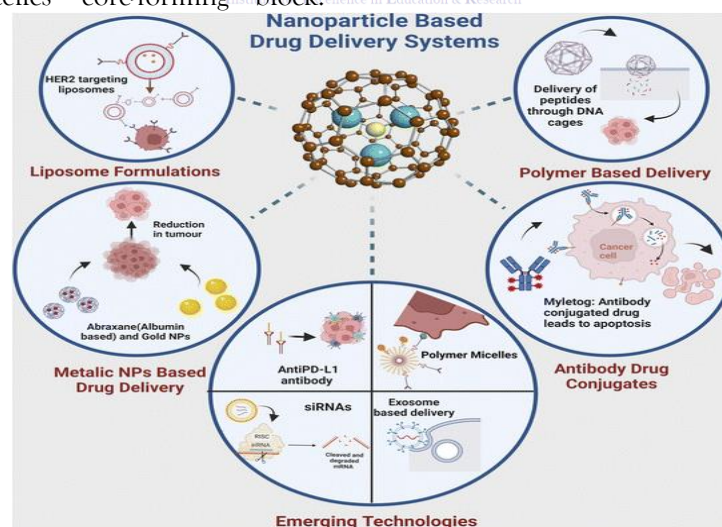 core-forming block.
Nanoparticle Based
Drug Delivery Systems
HER2 targeting
liposomes
Liposome Formulations
Delivery of
peptides
through DNA
cages
Polymer Based Delivery
Reduction
in tumour
Abraxane(Albumin
based) and Gold NPs
Metalic NPs Based
Drug Delivery
Cancer
cell
Myletog: Antibody
conjugated drug
leads to apoptosis
Antibody Drug
Conjugates
AntiPD-L1
antibody
Polymer Micelles
siRNAs
RISC
siRNA
Cleaved and
degraded
mRNA
Exosome
based delivery
Emerging Technologies